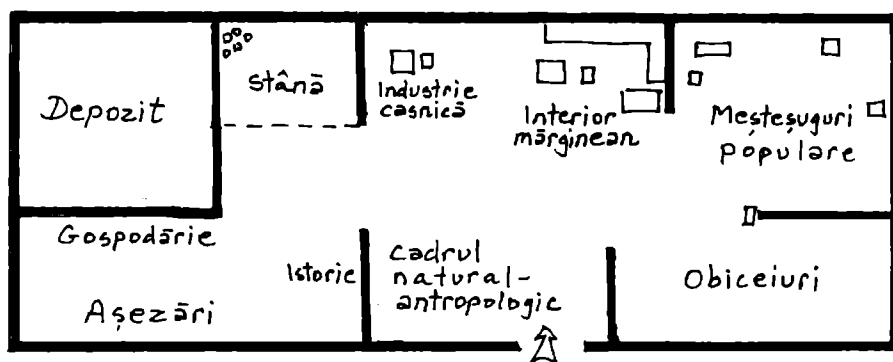 Depozit
Stână
Industrie
casnică
Interior
mărginean
Meșteșuguri
populare
Gospodărie
Așezări
Istorie
Cadrul
natural-
antropologic
Obiceiuri